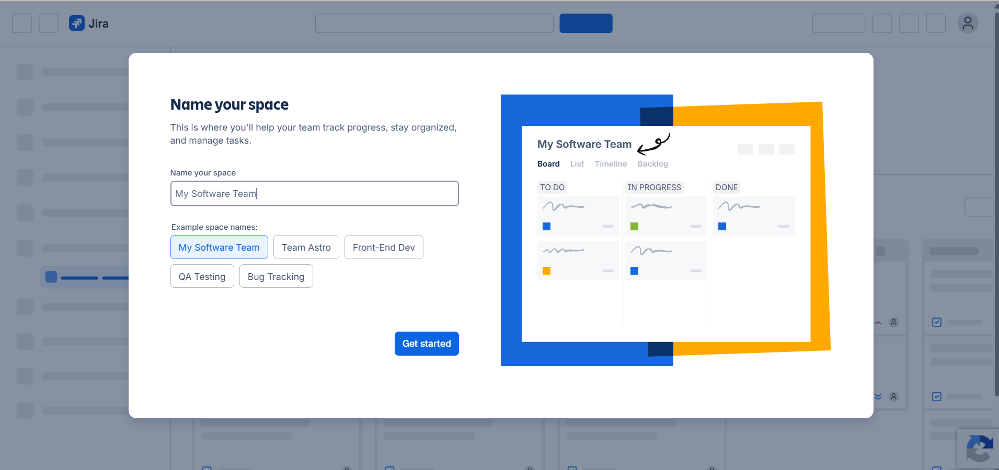 Jira
Name your space
This is where you'll help your team track progress, stay organized,
and manage tasks.
Name your space
My Software Team
Example space names:
My Software Team
Team Astro
Front-End Dev
QA Testing
Bug Tracking
Get started
My Software Team
Board List Timeline Backlog
TO DO IN PROGRESS DONE